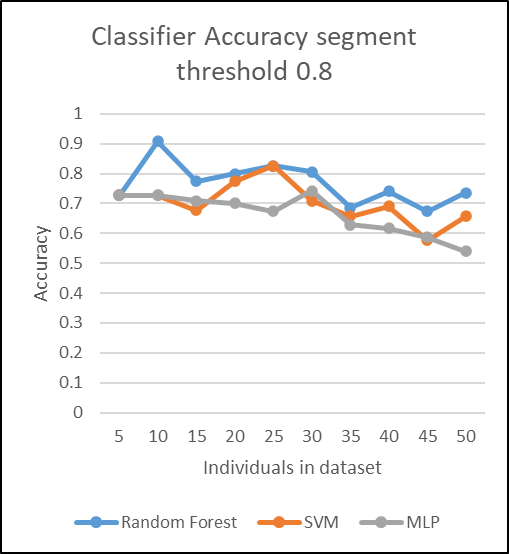 Classifier Accuracy segment
threshold 0.8
1
0.9
0.8
0.7
0.6
0.5
0.4
0.3
0.2
0.1
0
Accuracy
5 10 15 20 25 30 35 40 45 50
Individuals in dataset
Random Forest SVM MLP